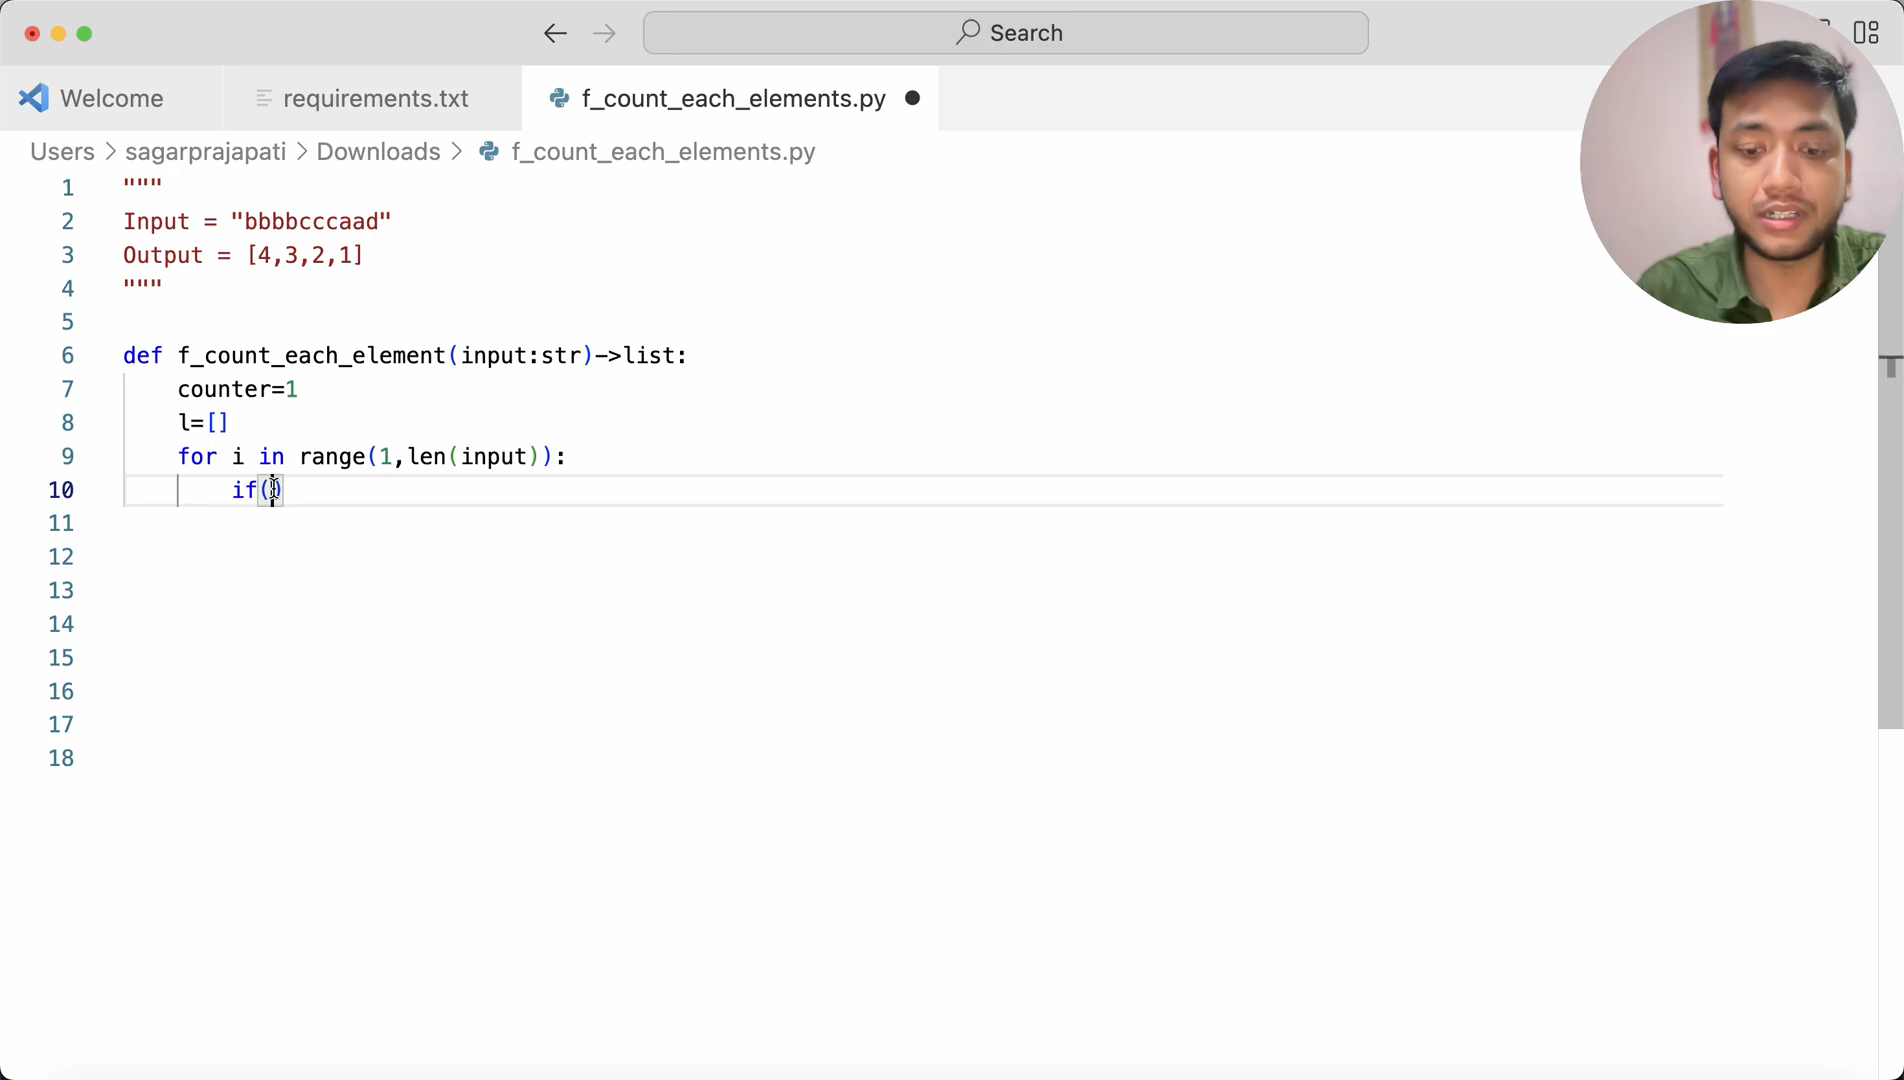 Search
Welcome
requirements.txt
f_count_each_elements.py
Users > sagarprajapati > Downloads > f_count_each_elements.py
1 """
2 Input = "bbbbcccaad"
3 Output = [4,3,2,1]
4 """
5
6 def f_count_each_element(input:str)->list:
7 counter=1
8 l=[]
9 for i in range(1,len(input)):
10 if()
11
12
13
14
15
16
17
18